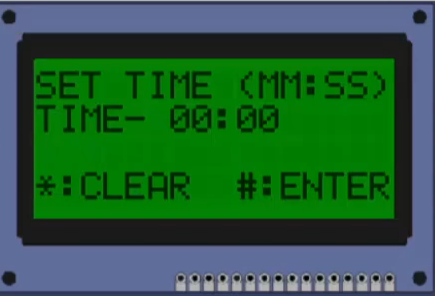 SET TIME (MM:SS)
TIME- 00:00
*:CLEAR #:ENTER